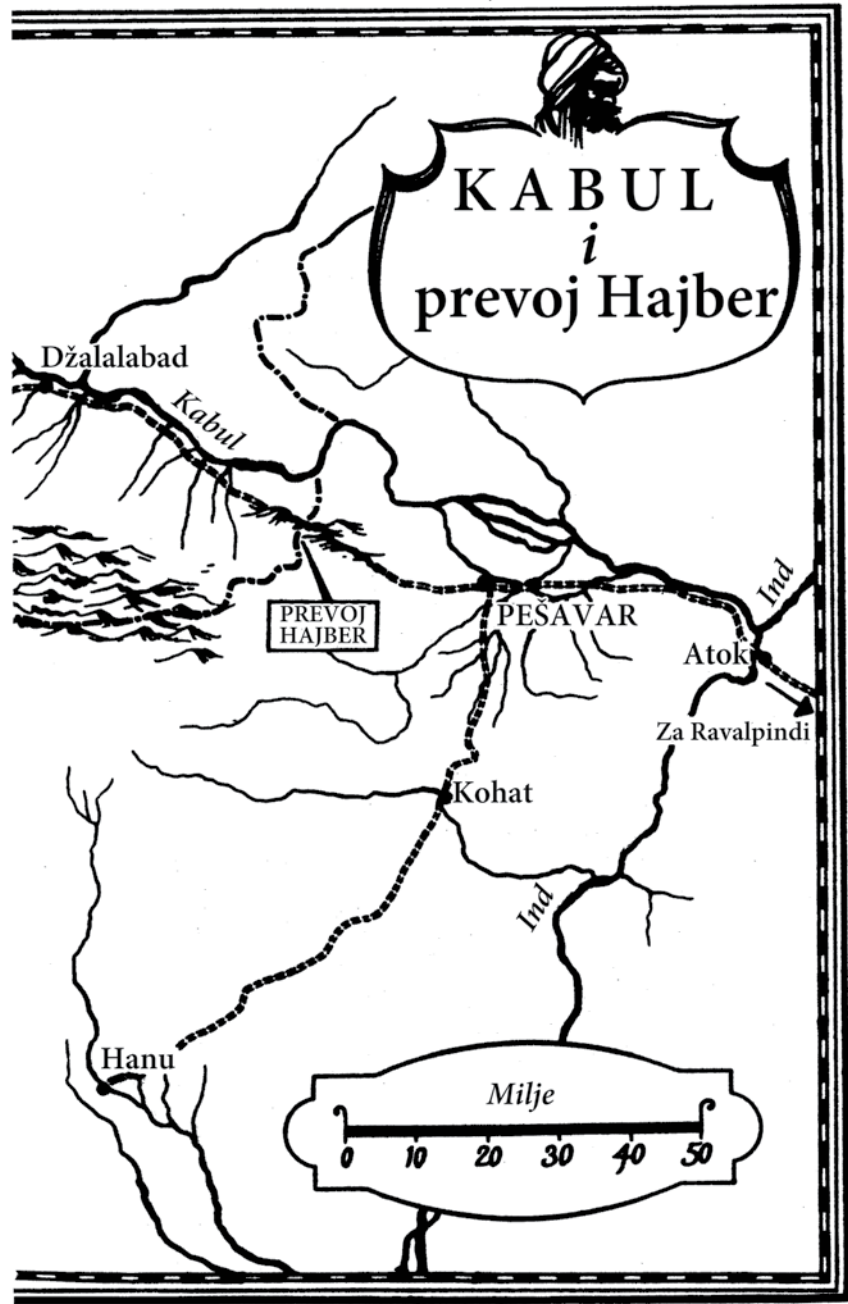 KABUL
i
prevoj Hajber
Džalalabad
Kabul
PREVOJ
HAJBER
PEŠAVAR
Ind
Atok
Za Ravalpindi
Kohat
Ind
Hanu
Milje
0 10 20 30 40 50